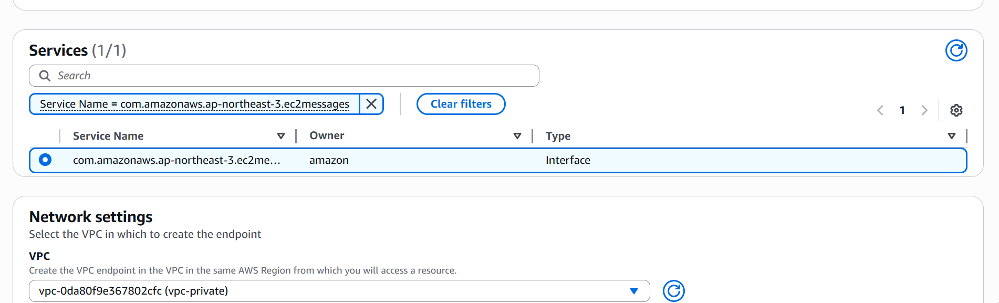 Services (1/1)
Search
Service Name = com.amazonaws.ap-northeast-3.ec2messages
Clear filters
1
Service Name Owner Type
com.amazonaws.ap-northeast-3.ec2me... amazon Interface
Network settings
Select the VPC in which to create the endpoint
VPC
Create the VPC endpoint in the VPC in the same AWS Region from which you will access a resource.
vpc-0da80f9e367802cfc (vpc-private)